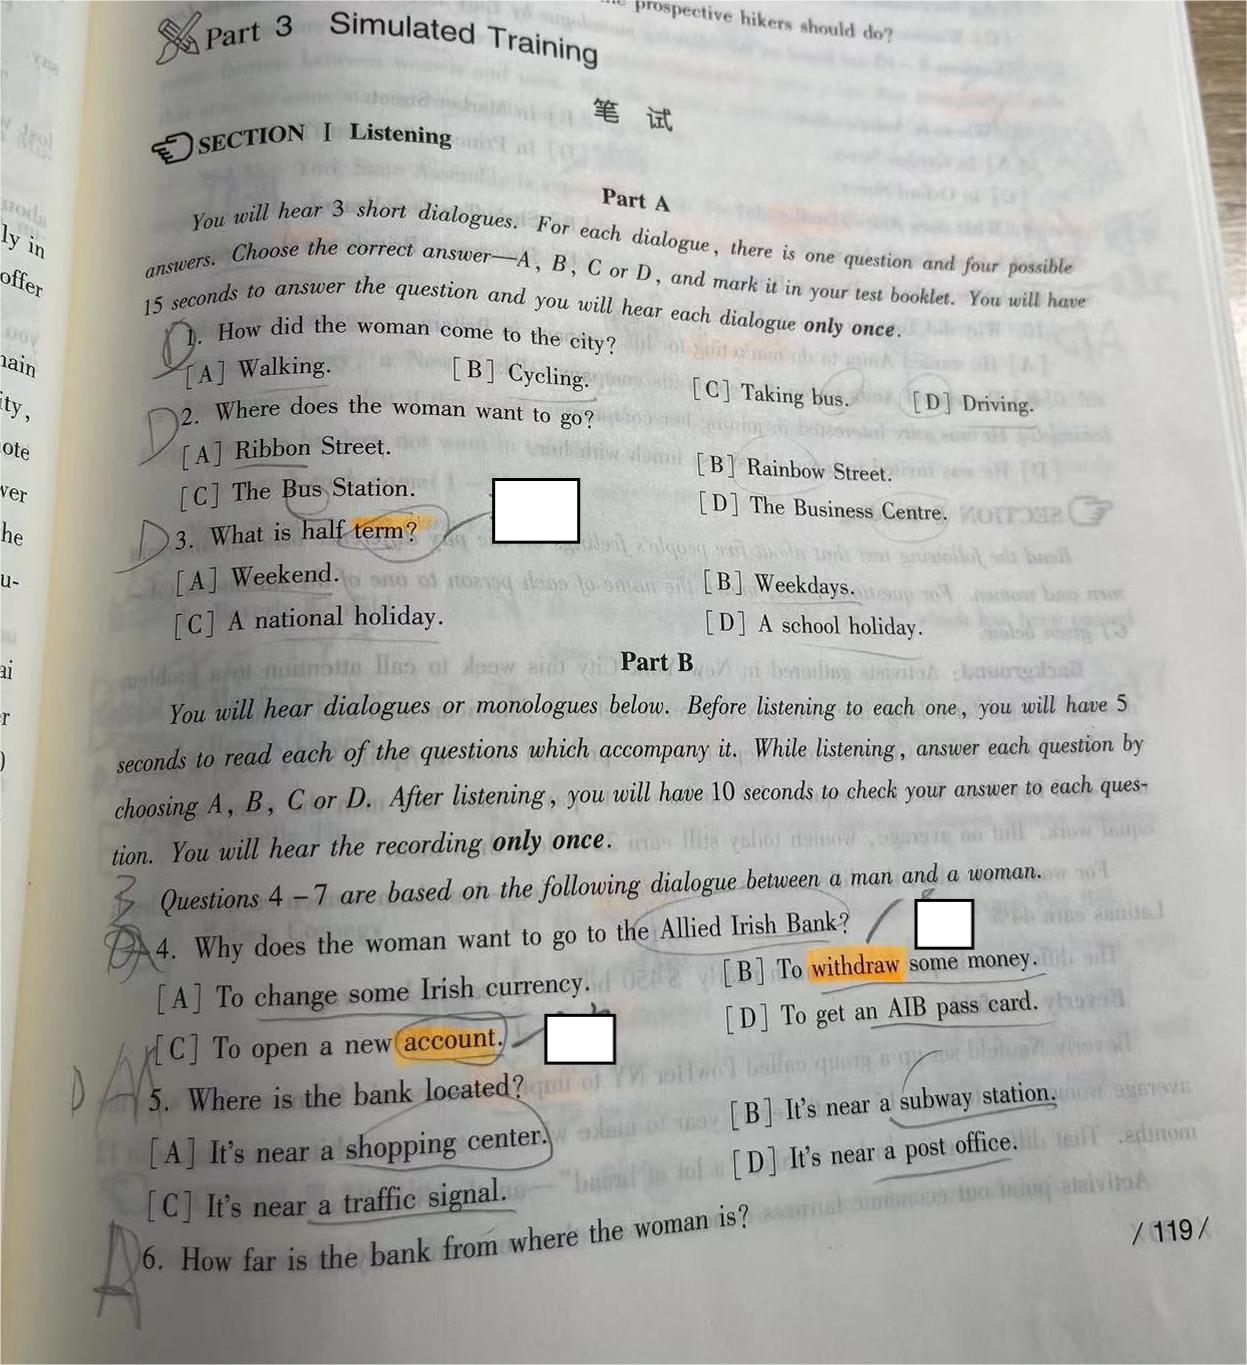 prospective hikers should do?
Part 3 Simulated Training
笔 试
SECTION I Listening
Part A
You will hear 3 short dialogues. For each dialogue, there is one question and four possible
answers. Choose the correct answer—A, B, C or D, and mark it in your test booklet. You will have
15 seconds to answer the question and you will hear each dialogue only once.
1. How did the woman come to the city?
[A] Walking. [B] Cycling. [C] Taking bus. [D] Driving.
D 2. Where does the woman want to go?
[A] Ribbon Street. [B] Rainbow Street.
[C] The Bus Station. [D] The Business Centre.
D 3. What is half term?
[A] Weekend. [B] Weekdays.
[C] A national holiday. [D] A school holiday.
Part B
You will hear dialogues or monologues below. Before listening to each one, you will have 5
seconds to read each of the questions which accompany it. While listening, answer each question by
choosing A, B, C or D. After listening, you will have 10 seconds to check your answer to each ques-
tion. You will hear the recording only once.
Questions 4-7 are based on the following dialogue between a man and a woman.
4. Why does the woman want to go to the Allied Irish Bank?
[A] To change some Irish currency. [B] To withdraw some money.
[C] To open a new account. [D] To get an AIB pass card.
D A 5. Where is the bank located?
[A] It's near a shopping center. [B] It's near a subway station.
[C] It's near a traffic signal. [D] It's near a post office.
6. How far is the bank from where the woman is?
/ 119 /
ly in
offer
ity,
ote
he
u-